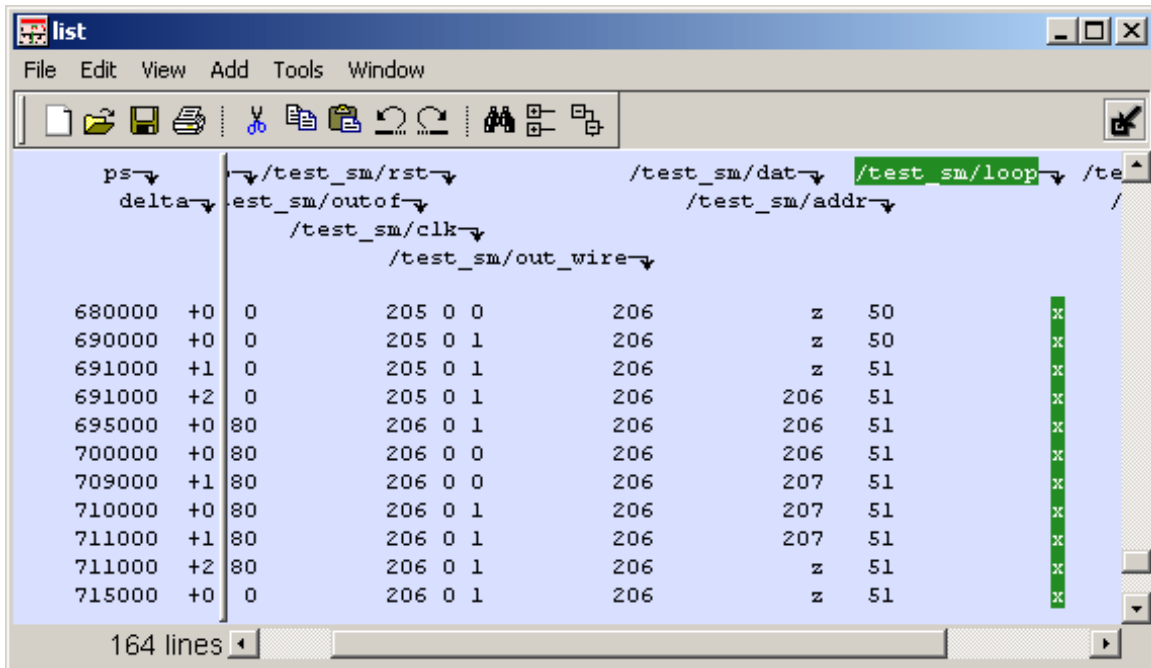 list
File Edit View Add Tools Window
ps /test_sm/rst /test_sm/dat /test_sm/loop /te
delta est_sm/outof /test_sm/addr /
/test_sm/clk
/test_sm/out_wire
680000 +0 0 205 0 0 206 z 50 x
690000 +0 0 205 0 1 206 z 50 x
691000 +1 0 205 0 1 206 z 51 x
691000 +2 0 205 0 1 206 206 51 x
695000 +0 80 206 0 1 206 206 51 x
700000 +0 80 206 0 0 206 206 51 x
709000 +1 80 206 0 0 206 207 51 x
710000 +0 80 206 0 1 206 207 51 x
711000 +1 80 206 0 1 206 207 51 x
711000 +2 80 206 0 1 206 z 51 x
715000 +0 0 206 0 1 206 z 51 x
164 lines